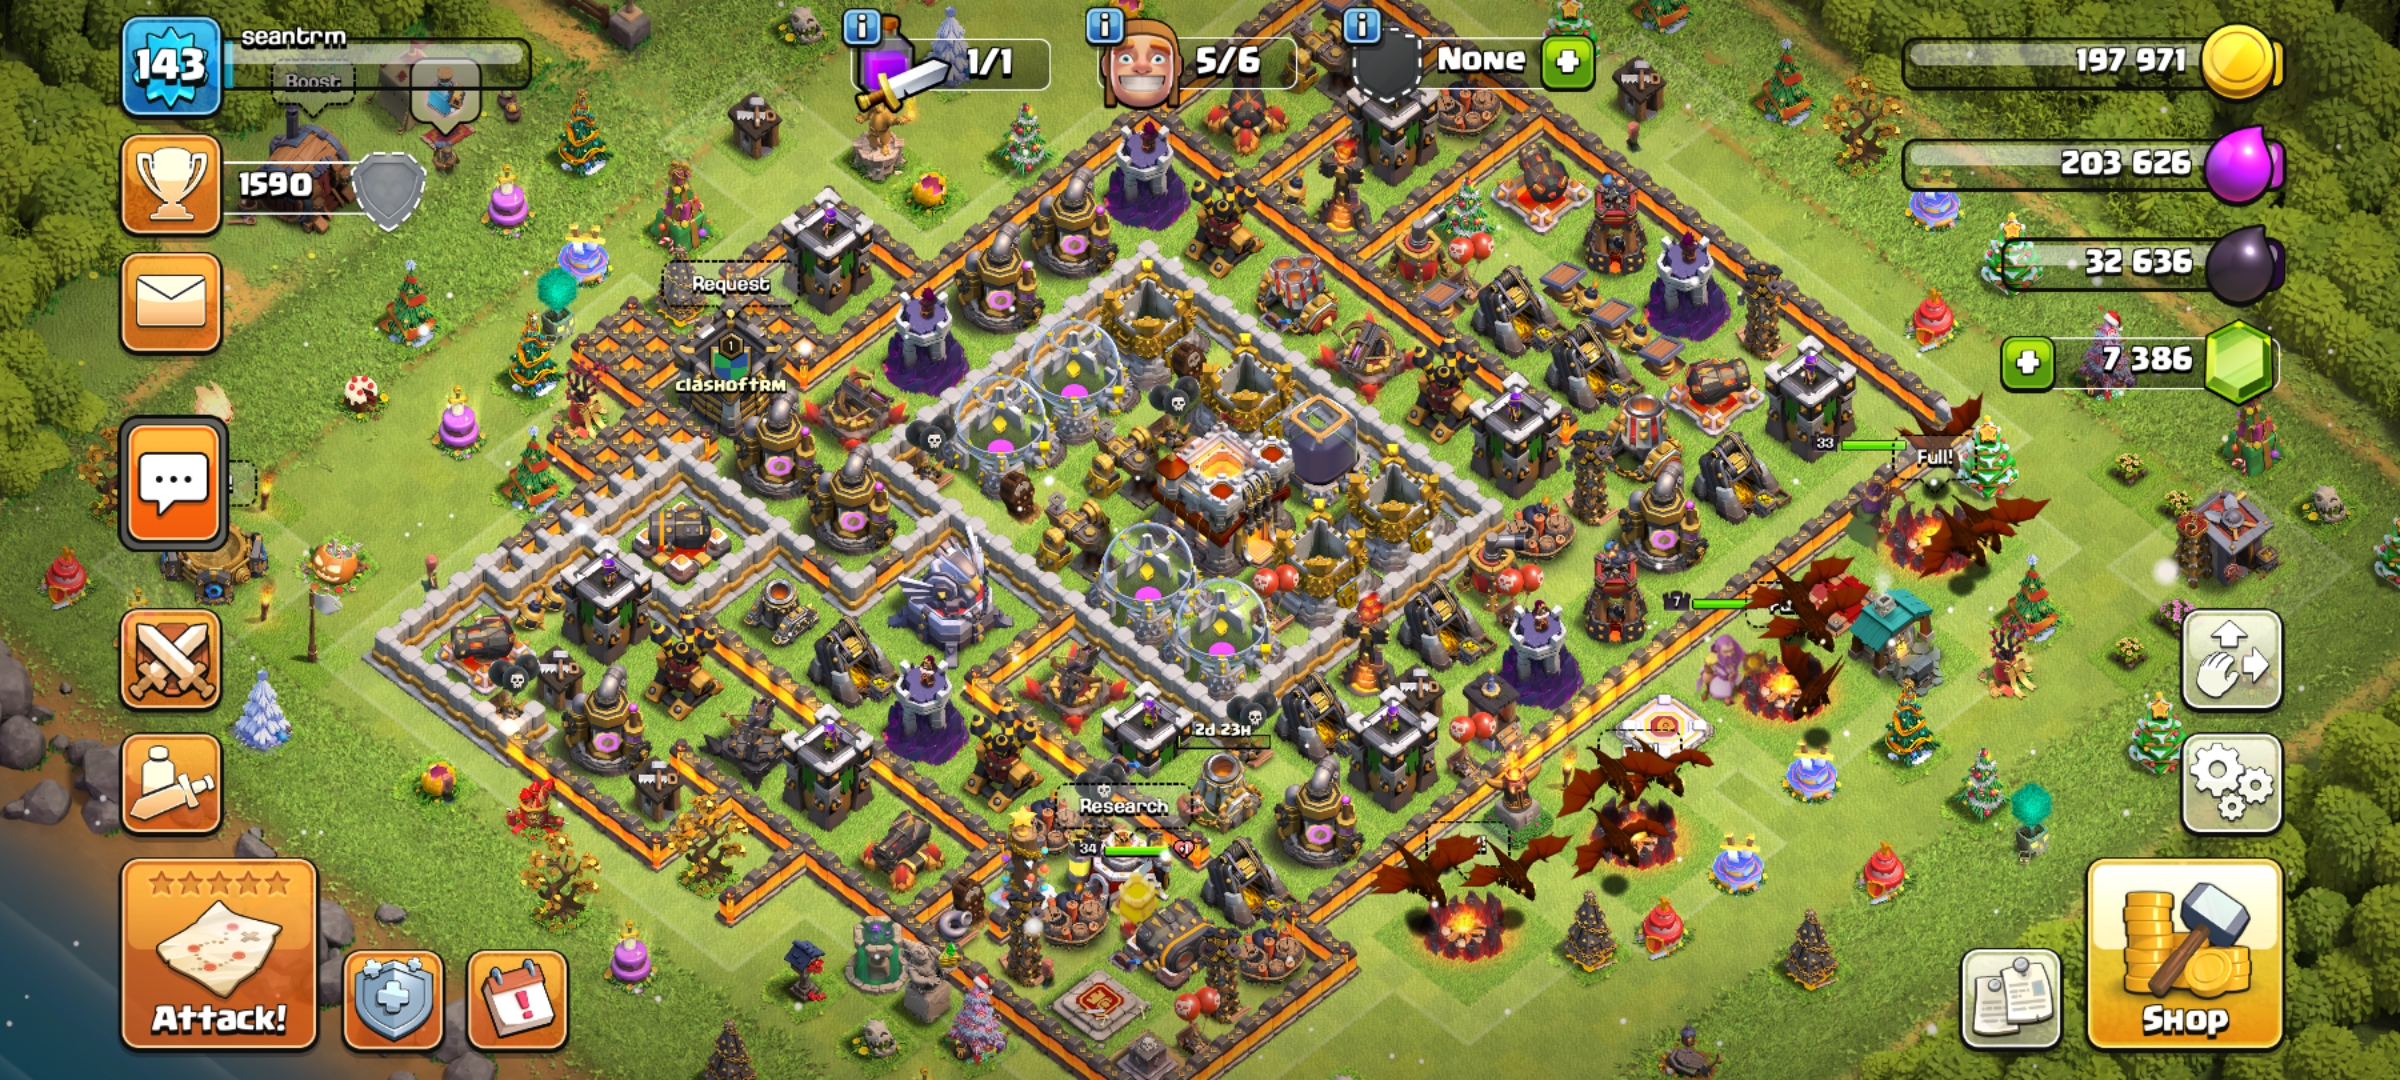 143
seantrm
Boost
1/1
5/6
None
197 971
1590
203 626
32 636
7 386
Request
1
clashofTRM
33
Full!
7
2d 23H
Research
34
Attack!
Shop